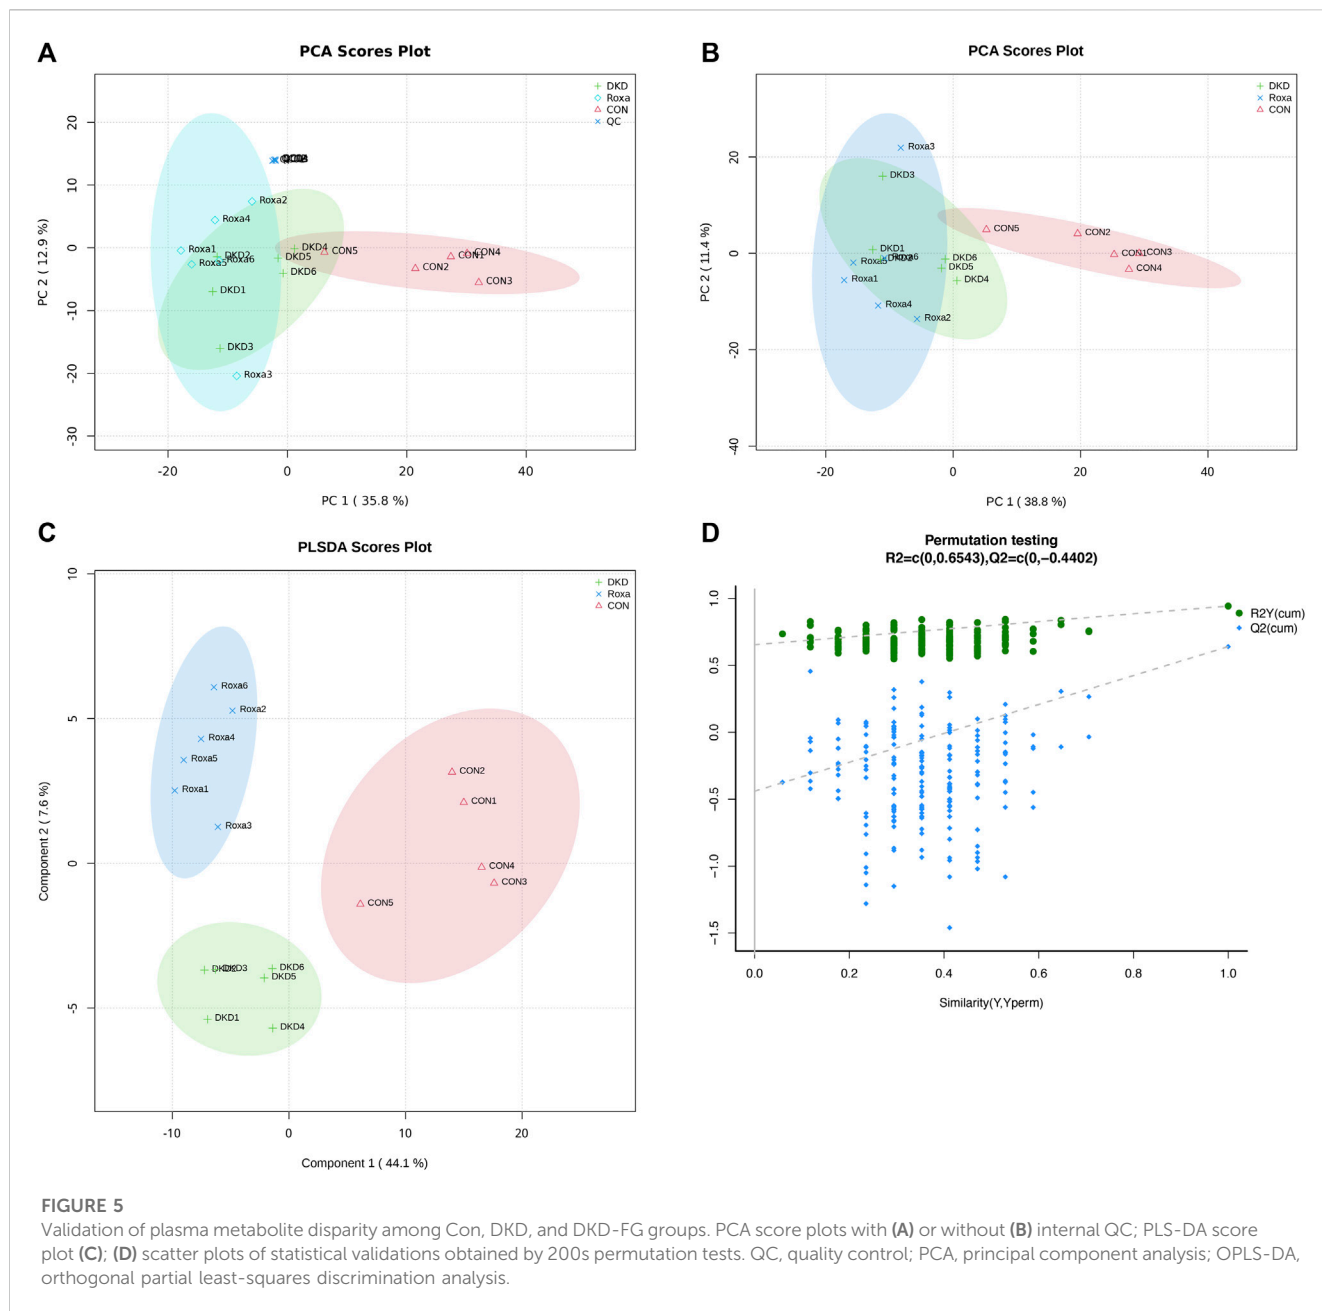 A
PCA Scores Plot
DKD
Roxa
CON
QC
20
10
0
-10
-20
-30
PC 2 ( 12.9 %)
Roxa2
Roxa4
Roxa1
DKD2
Roxa6
Roxa5
DKD4
DKD5
DKD6
DKD1
DKD3
Roxa3
CON5
CON4
CON1
CON2
CON3
-20
0
20
40
PC 1 ( 35.8 %)
B
PCA Scores Plot
DKD
Roxa
CON
20
0
-20
-40
PC 2 ( 11.4 %)
Roxa3
DKD3
DKD1
DKD2
Roxa6
Roxa5
DKD6
DKD5
DKD4
Roxa1
Roxa4
Roxa2
CON5
CON2
CON1
CON3
CON4
-20
0
20
40
PC 1 ( 38.8 %)
C
PLSDA Scores Plot
DKD
Roxa
CON
10
5
0
-5
Component 2 ( 7.6 %)
Roxa6
Roxa2
Roxa4
Roxa5
Roxa1
Roxa3
CON2
CON1
CON4
CON3
CON5
DKD2
DKD3
DKD6
DKD5
DKD1
DKD4
-10
0
10
20
Component 1 ( 44.1 %)
D
Permutation testing
R2=c(0,0.6543),Q2=c(0,−0.4402)
R2Y(cum)
Q2(cum)
1.0
0.5
0.0
−0.5
−1.0
−1.5
0.0
0.2
0.4
0.6
0.8
1.0
Similarity(Y,Yperm)
FIGURE 5
Validation of plasma metabolite disparity among Con, DKD, and DKD-FG groups. PCA score plots with (A) or without (B) internal QC; PLS-DA score
plot (C); (D) scatter plots of statistical validations obtained by 200s permutation tests. QC, quality control; PCA, principal component analysis; OPLS-DA,
orthogonal partial least-squares discrimination analysis.